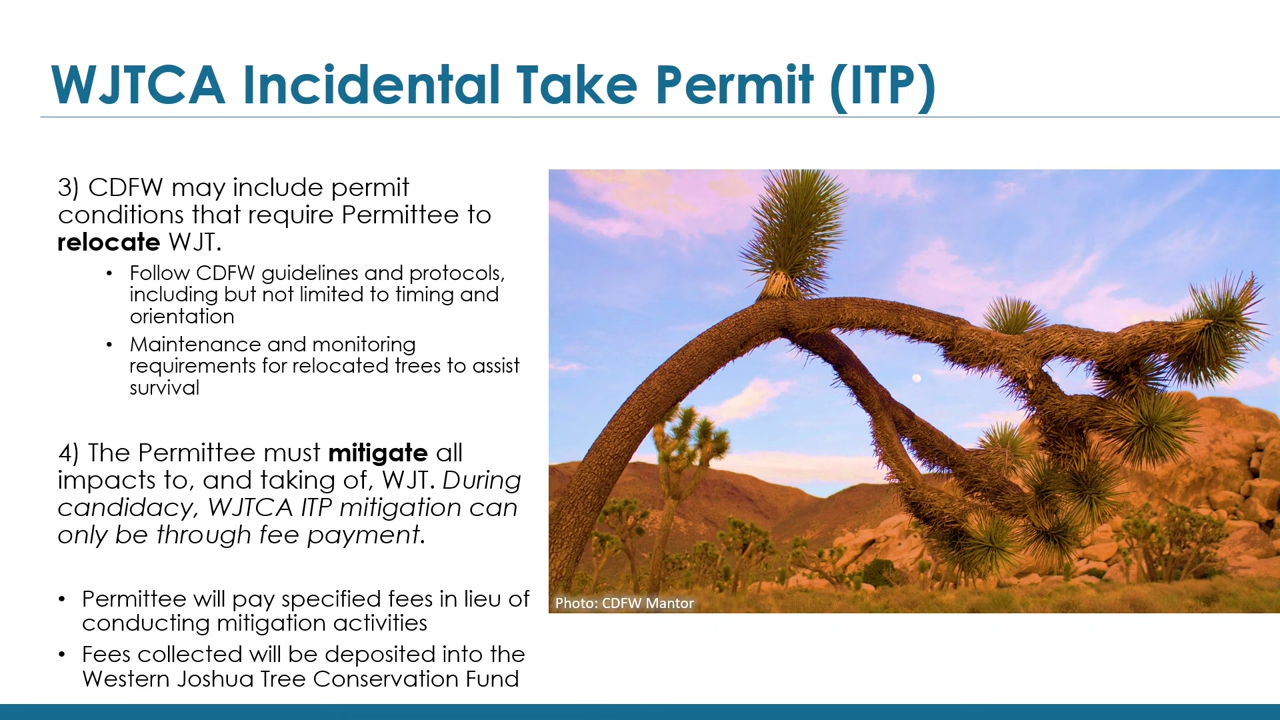 WJTCA Incidental Take Permit (ITP)
3) CDFW may include permit
conditions that require Permittee to
relocate WJT.
• Follow CDFW guidelines and protocols,
including but not limited to timing and
orientation
• Maintenance and monitoring
requirements for relocated trees to assist
survival
4) The Permittee must mitigate all
impacts to, and taking of, WJT. During
candidacy, WJTCA ITP mitigation can
only be through fee payment.
• Permittee will pay specified fees in lieu of
conducting mitigation activities
• Fees collected will be deposited into the
Western Joshua Tree Conservation Fund
Photo: CDFW Mantor